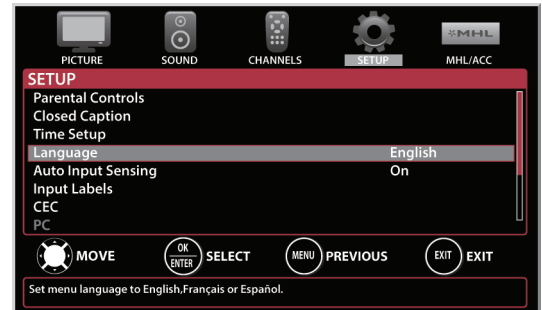 MHL
PICTURE SOUND CHANNELS SETUP MHL/ACC
SETUP
Parental Controls
Closed Caption
Time Setup
Language English
Auto Input Sensing On
Input Labels
CEC
PC
MOVE OK ENTER SELECT MENU PREVIOUS EXIT EXIT
Set menu language to English,Français or Español.